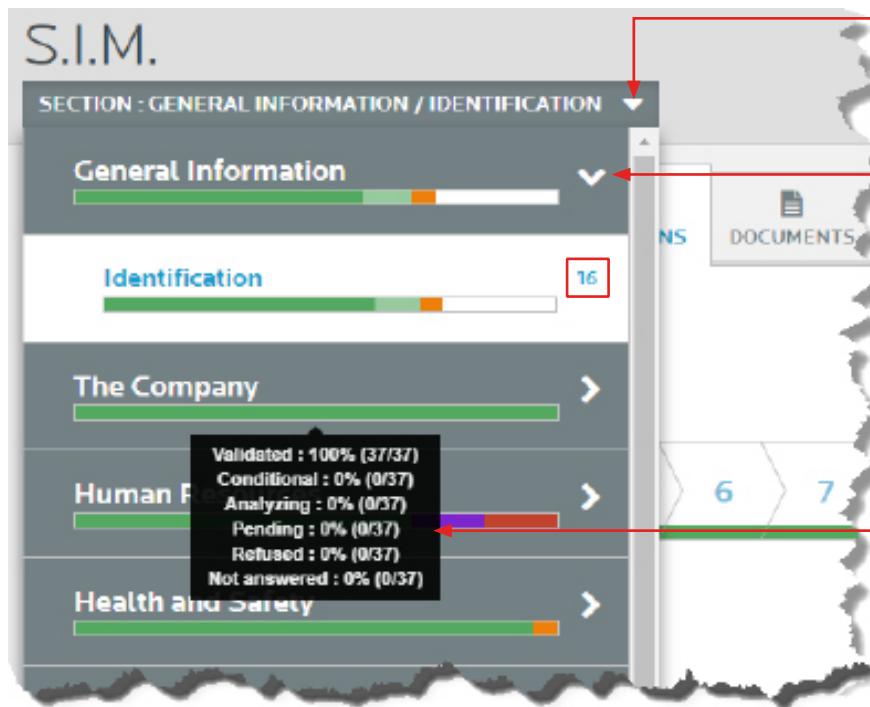 S.I.M.
SECTION : GENERAL INFORMATION / IDENTIFICATION
General Information
NS
DOCUMENTS
Identification
16
The Company
Validated : 100% (37/37)
Conditional : 0% (0/37)
Human
Analyzing : 0% (0/37)
6
7
Pending : 0% (0/37)
Refused : 0% (0/37)
Not answered : 0% (0/37)
Health and Safety